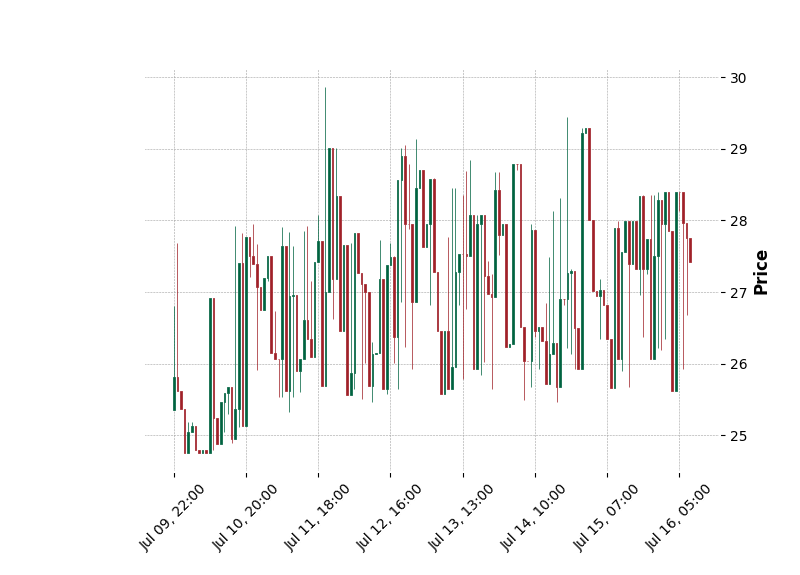 30
29
28
27
26
25
Price
Jul 09, 22:00
Jul 10, 20:00
Jul 11, 18:00
Jul 12, 16:00
Jul 13, 13:00
Jul 14, 10:00
Jul 15, 07:00
Jul 16, 05:00